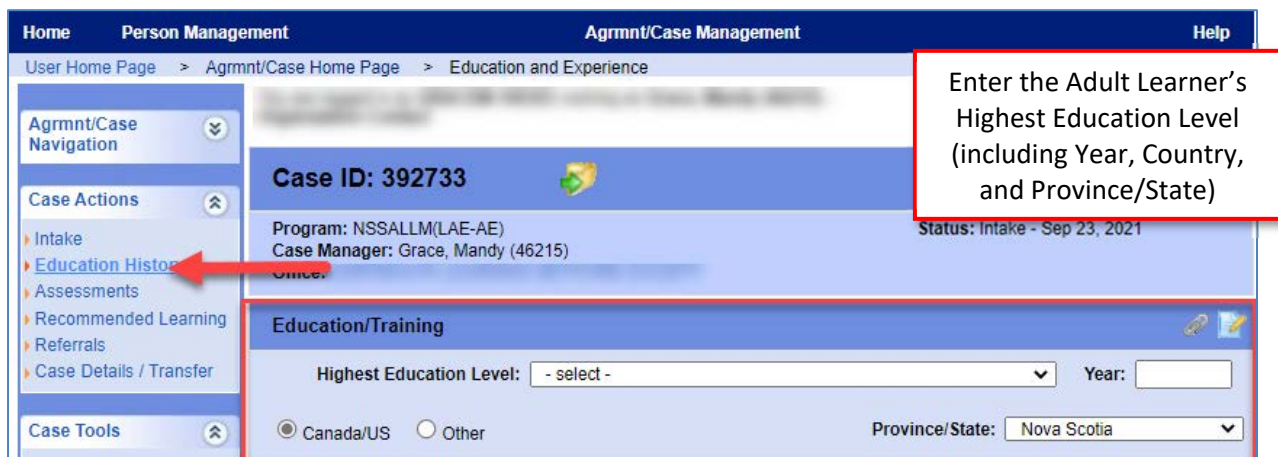 Home Person Management Agrmnt/Case Management Help
User Home Page > Agrmnt/Case Home Page > Education and Experience
Enter the Adult Learner's
Highest Education Level
(including Year, Country,
and Province/State)
Agrmnt/Case
Navigation
Case Actions
Intake
Education
Assessments
Recommended Learning
Referrals
Case Details / Transfer
Case Tools
Case ID: 392733
Program: NSSALLM(LAE-AE)
Status: Intake - Sep 23, 2021
Case Manager: Grace, Mandy (46215)
Office:
Education/Training
Highest Education Level: - select - Year:
Canada/US Other Province/State: Nova Scotia